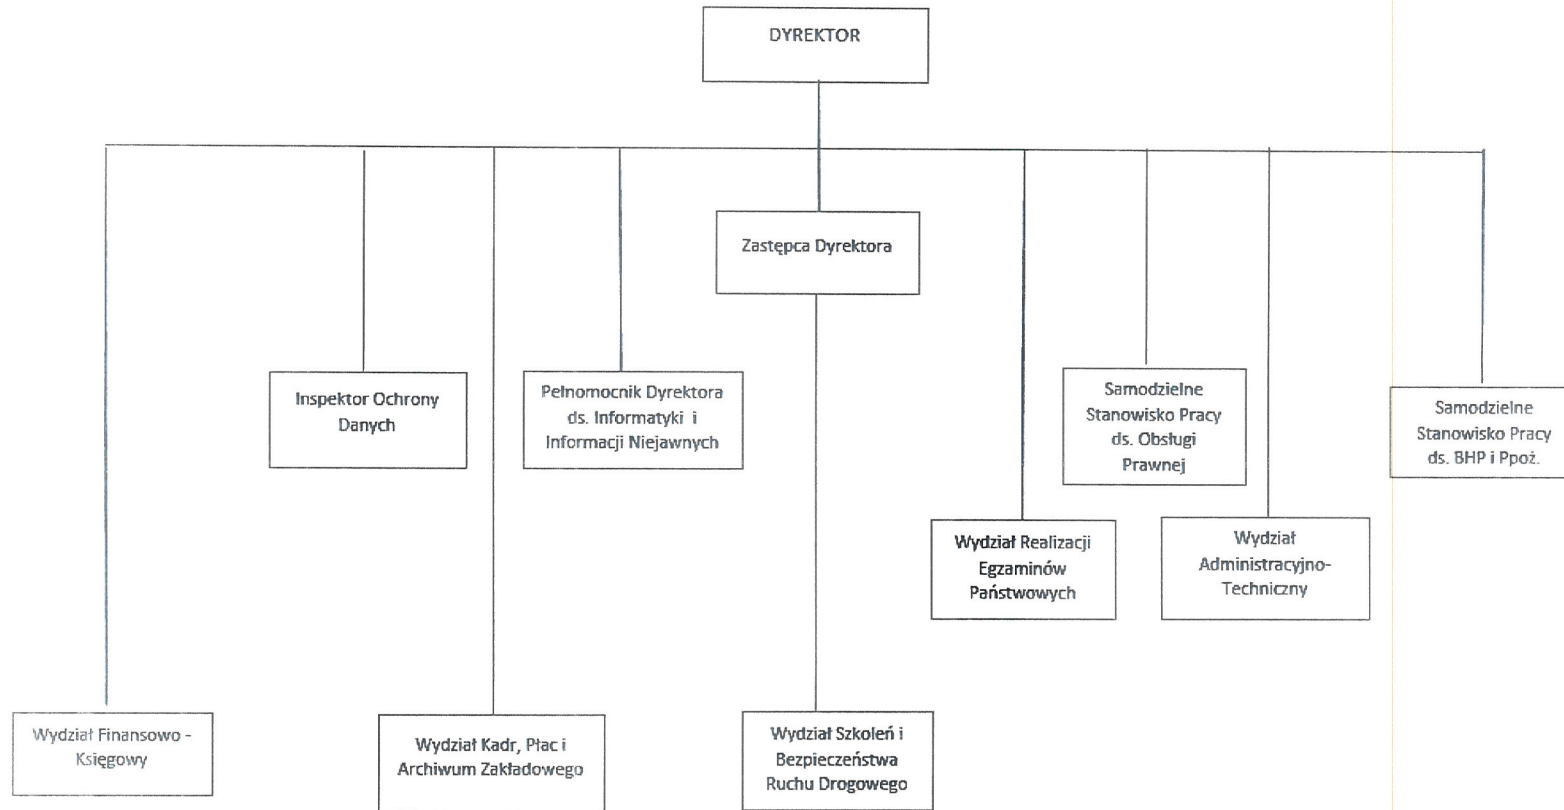 DYREKTOR
Zastępca Dyrektora
Inspektor Ochrony
Danych
Pełnomocnik Dyrektora
ds. Informatyki i
Informacji Niejawnych
Samodzielne
Stanowisko Pracy
ds. Obsługi
Prawnej
Samodzielne
Stanowisko Pracy
ds. BHP i Ppoż.
Wydział Realizacji
Egzaminów
Państwowych
Wydział
Administracyjno-
Techniczny
Wydział Finansowo -
Księgowy
Wydział Kadr, Płac i
Archiwum Zakładowego
Wydział Szkoleń i
Bezpieczeństwa
Ruchu Drogowego